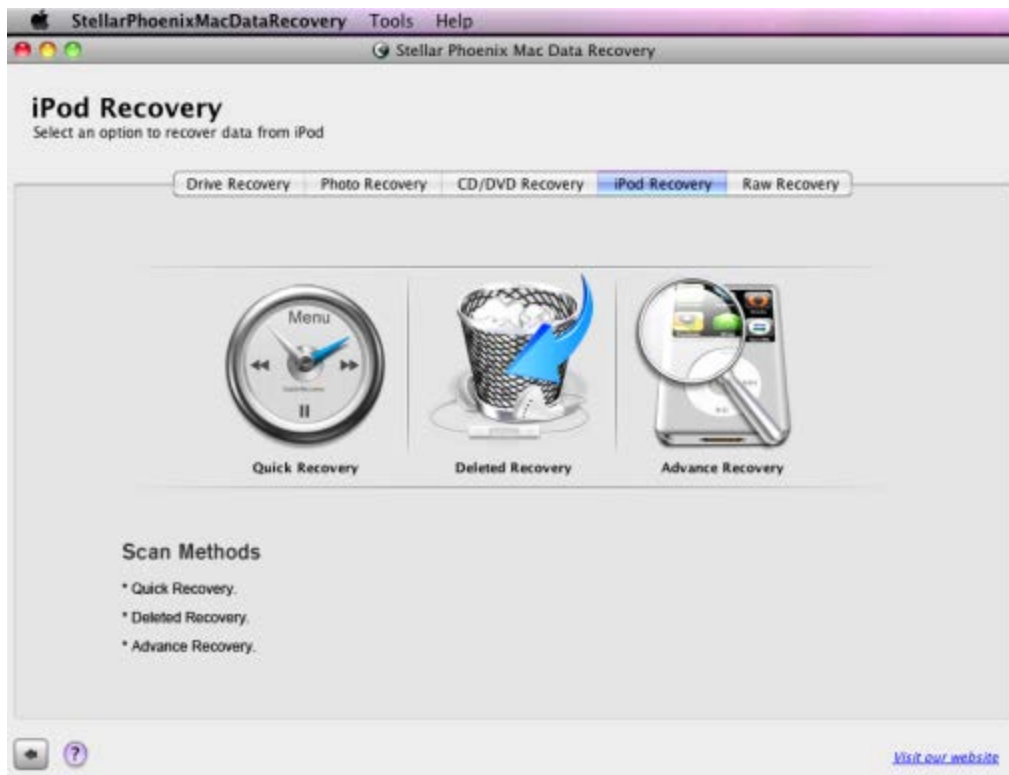 StellarPhoenixMacDataRecovery Tools Help
Stellar Phoenix Mac Data Recovery
iPod Recovery
Select an option to recover data from iPod
Drive Recovery Photo Recovery CD/DVD Recovery iPod Recovery Raw Recovery
Menu
Quick Recovery Deleted Recovery Advance Recovery
Scan Methods
* Quick Recovery.
* Deleted Recovery.
* Advance Recovery.
?
Visit our website